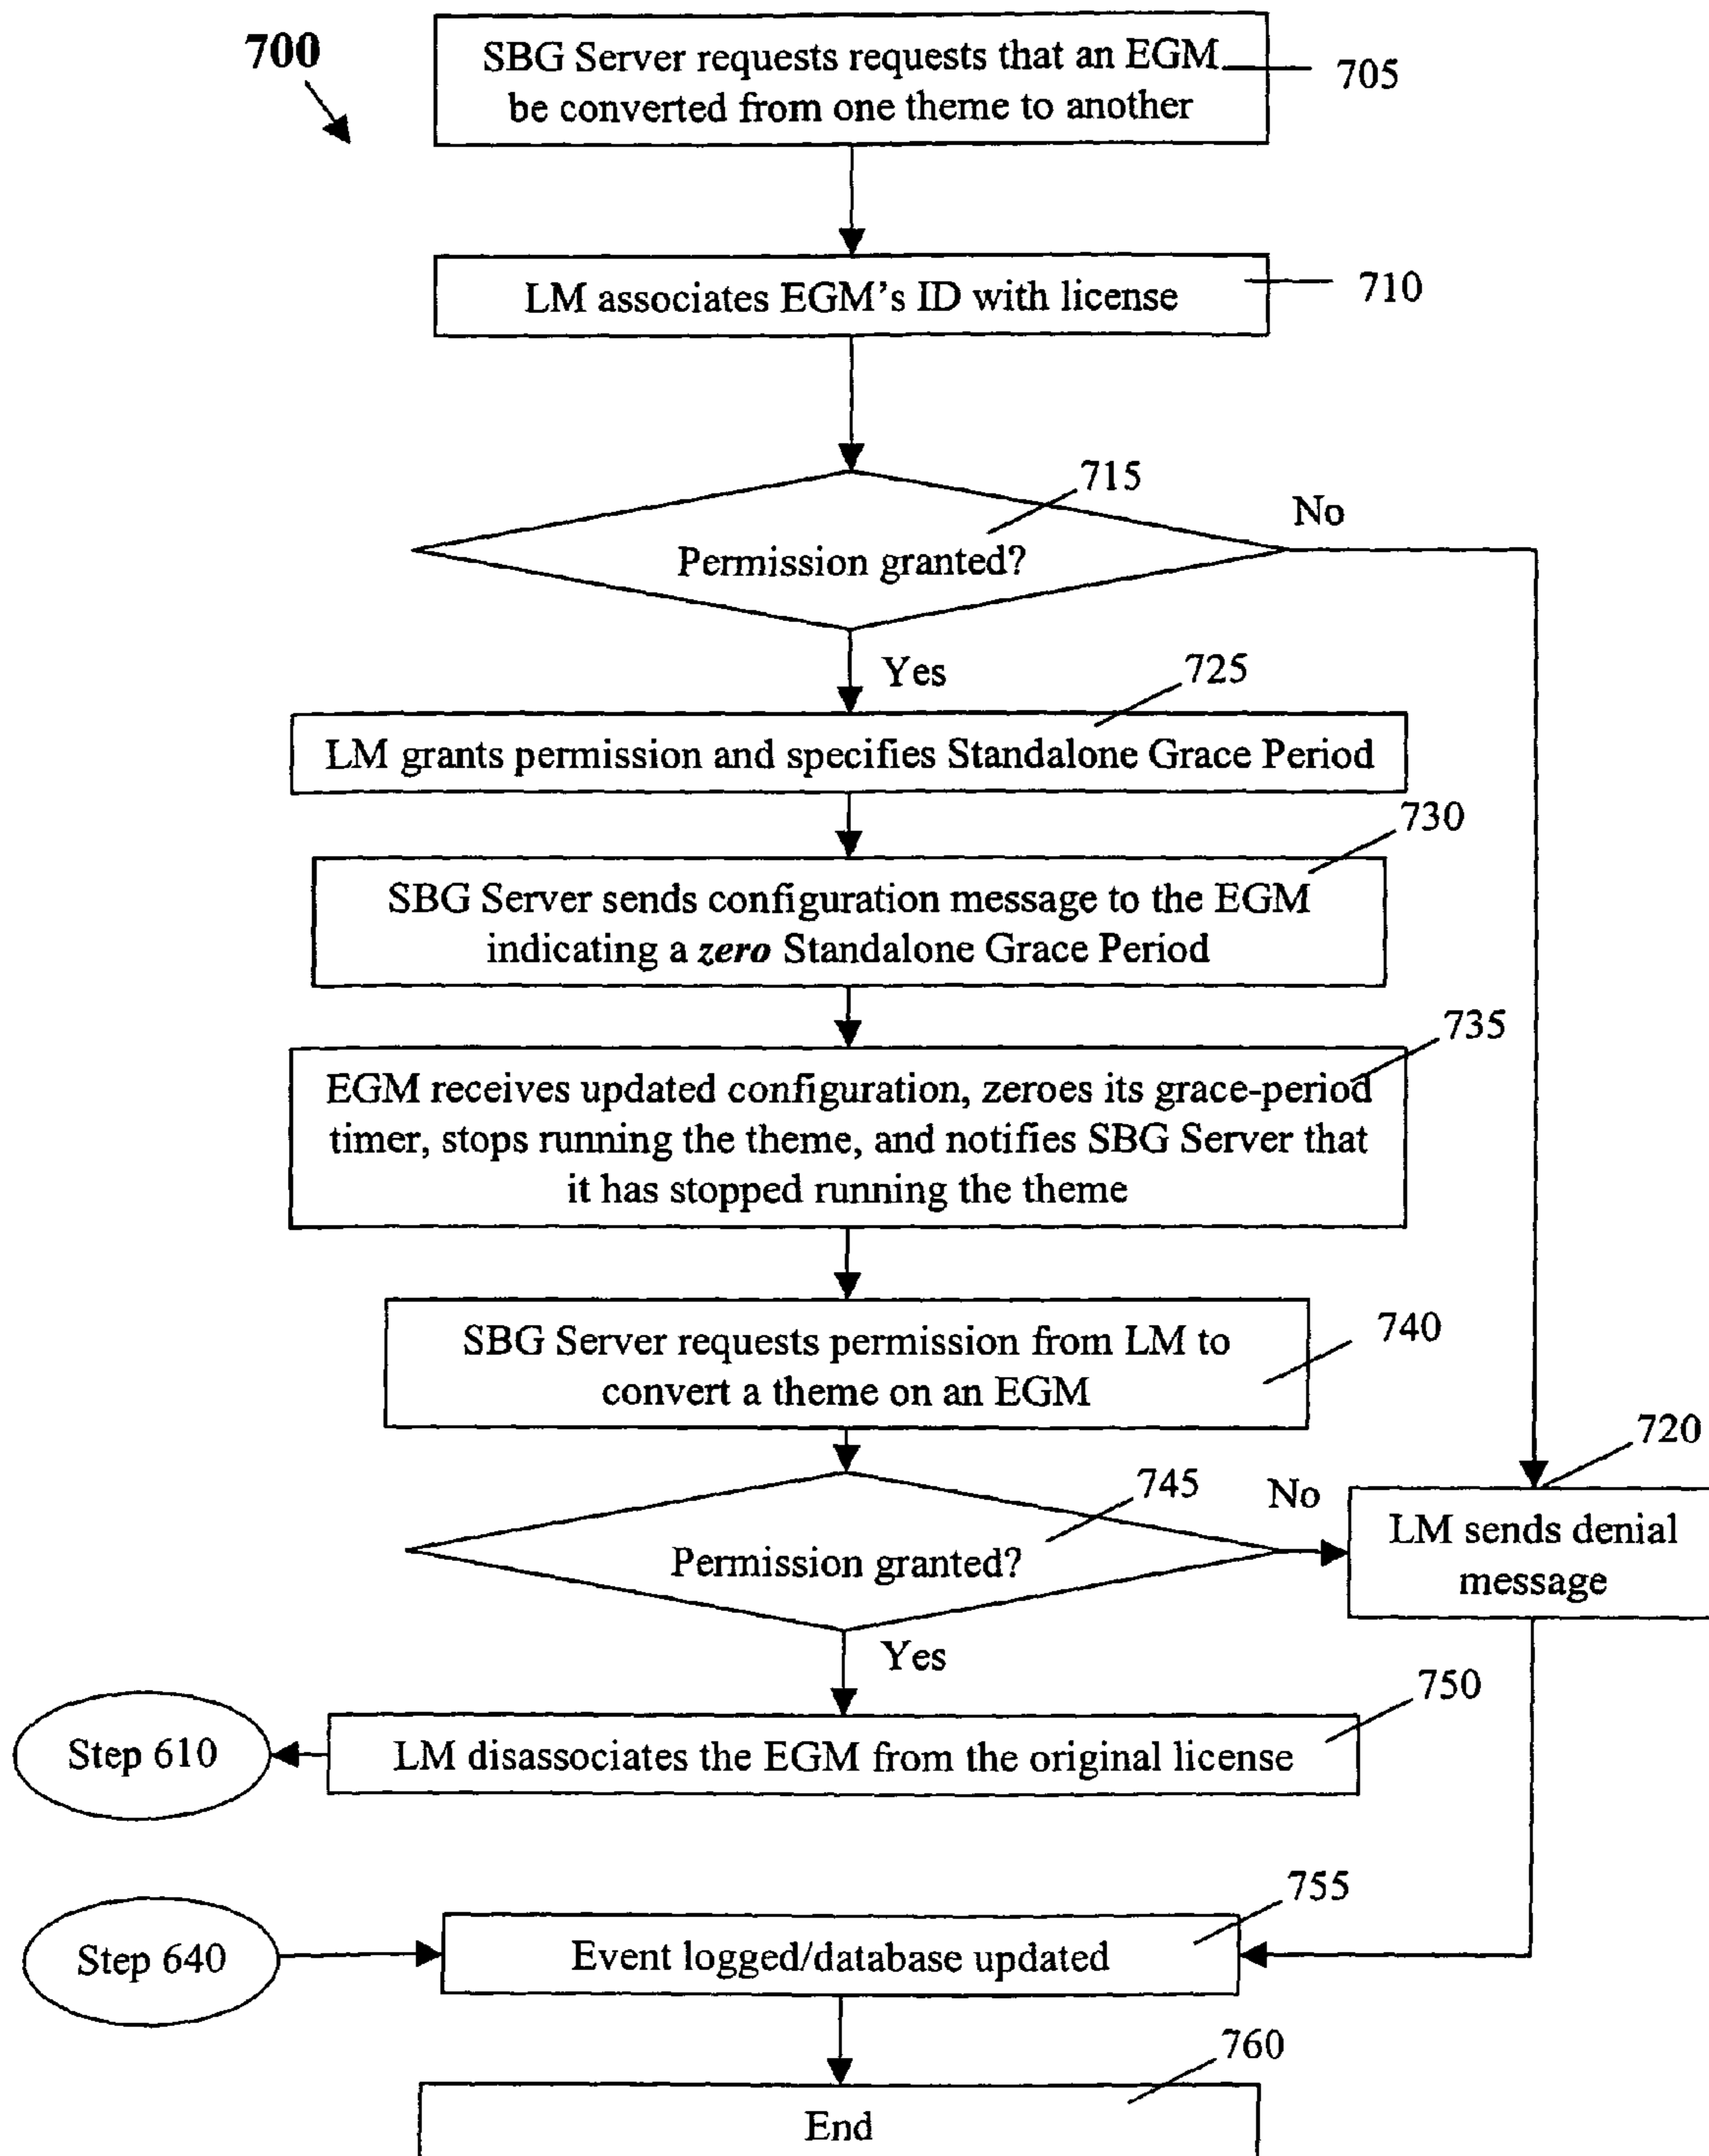 700
SBG Server requests requests that an EGM
be converted from one theme to another
705
LM associates EGM's ID with license
710
715
No
Permission granted?
Yes
725
LM grants permission and specifies Standalone Grace Period
730
SBG Server sends configuration message to the EGM
indicating a zero Standalone Grace Period
735
EGM receives updated configuration, zeroes its grace-period
timer, stops running the theme, and notifies SBG Server that
it has stopped running the theme
SBG Server requests permission from LM to
convert a theme on an EGM
740
720
745
No
Permission granted?
LM sends denial
message
Yes
750
Step 610
LM disassociates the EGM from the original license
755
Step 640
Event logged/database updated
760
End